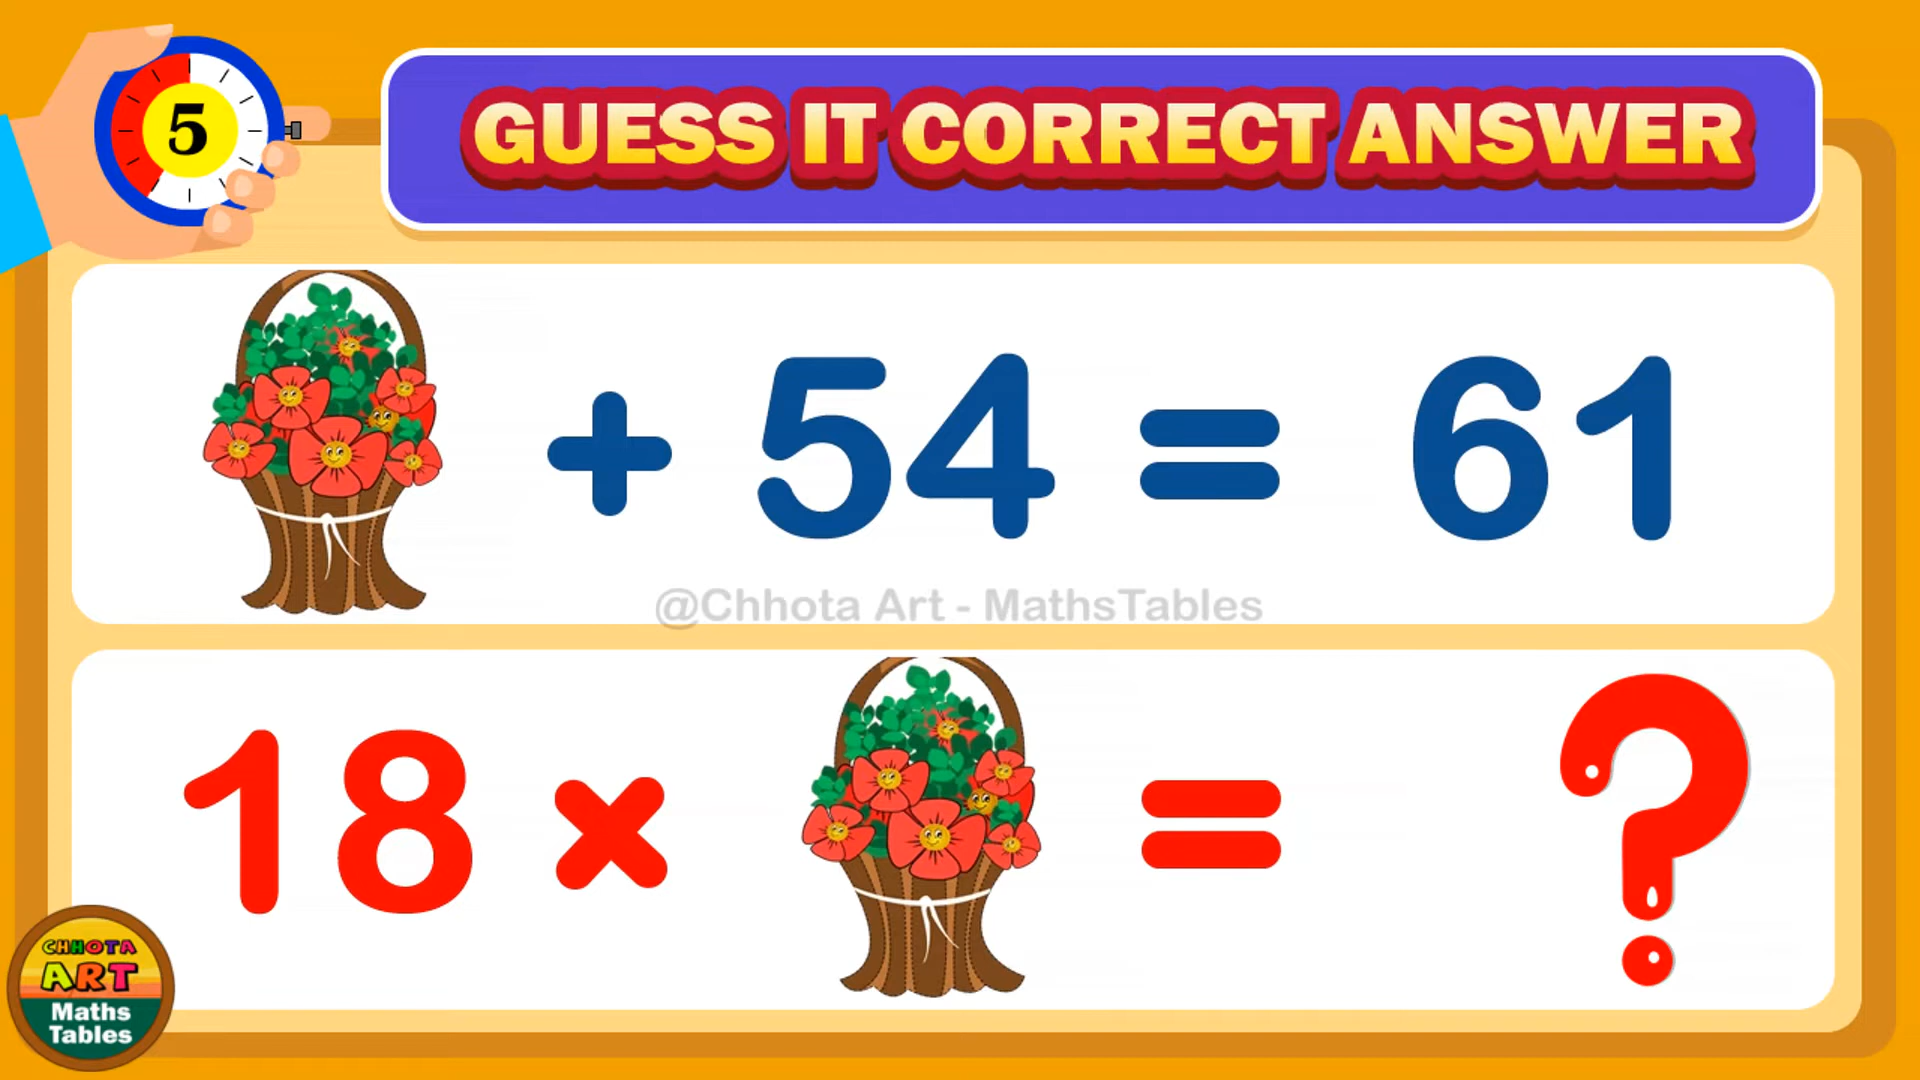 5
GUESS IT CORRECT ANSWER
+ 54 = 61
@Chhota Art - MathsTables
18 × = ?
CHHOTA
ART
Maths
Tables